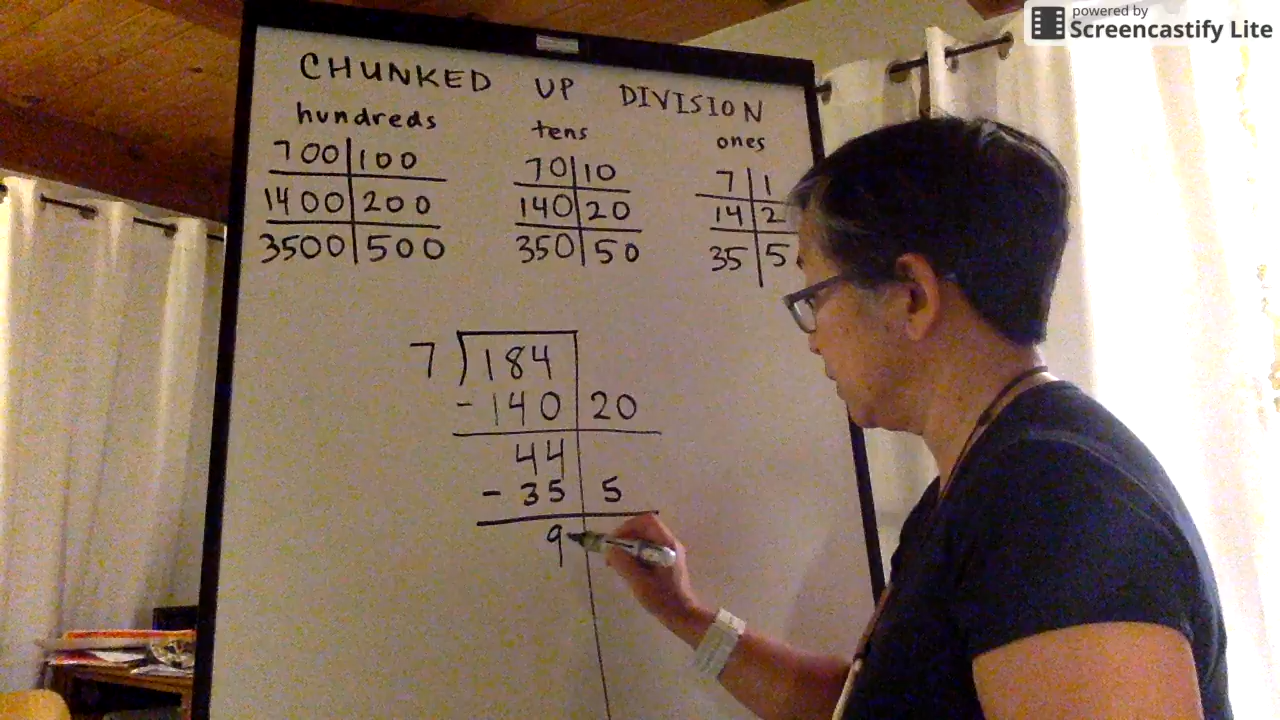 powered by
Screencastify Lite
CHUNKED UP DIVISION
hundreds
700 100
1400 200
3500 500
tens
70 10
140 20
350 50
ones
7 1
14 2
35 5
7 184
-140 20
44
-35 5
9